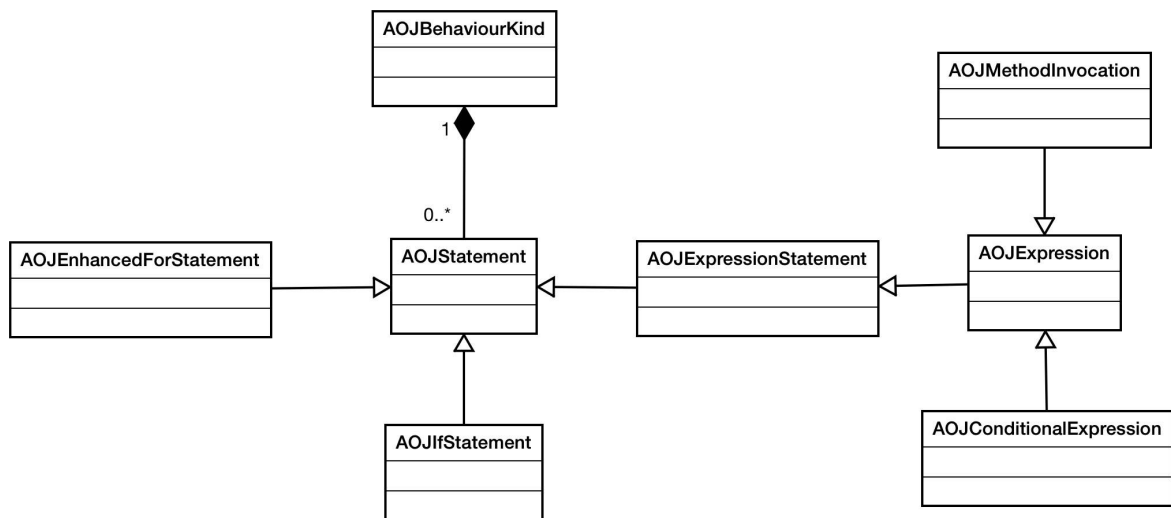 AOJBehaviourKind
AOJMethodInvocation
1
0..*
AOJEnhancedForStatement
AOJStatement
AOJExpressionStatement
AOJExpression
AOJIfStatement
AOJConditionalExpression